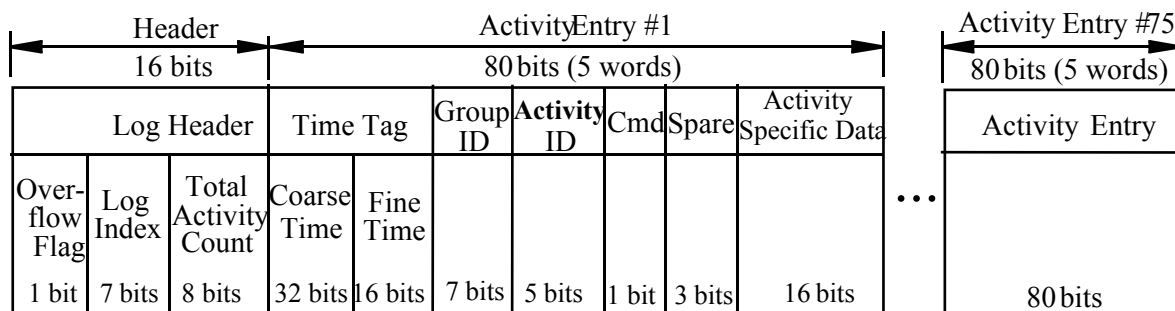 Header
ActivityEntry #1
Activity Entry #75
16 bits
80 bits (5 words)
80 bits (5 words)
Log Header
Time Tag
Group ID
Activity ID
Cmd
Spare
Activity Specific Data
Activity Entry
Over-
flow
Flag
Log
Index
Total
Activity
Count
Coarse
Time
Fine
Time
...
1 bit
7 bits
8 bits
32 bits
16 bits
7 bits
5 bits
1 bit
3 bits
16 bits
80 bits